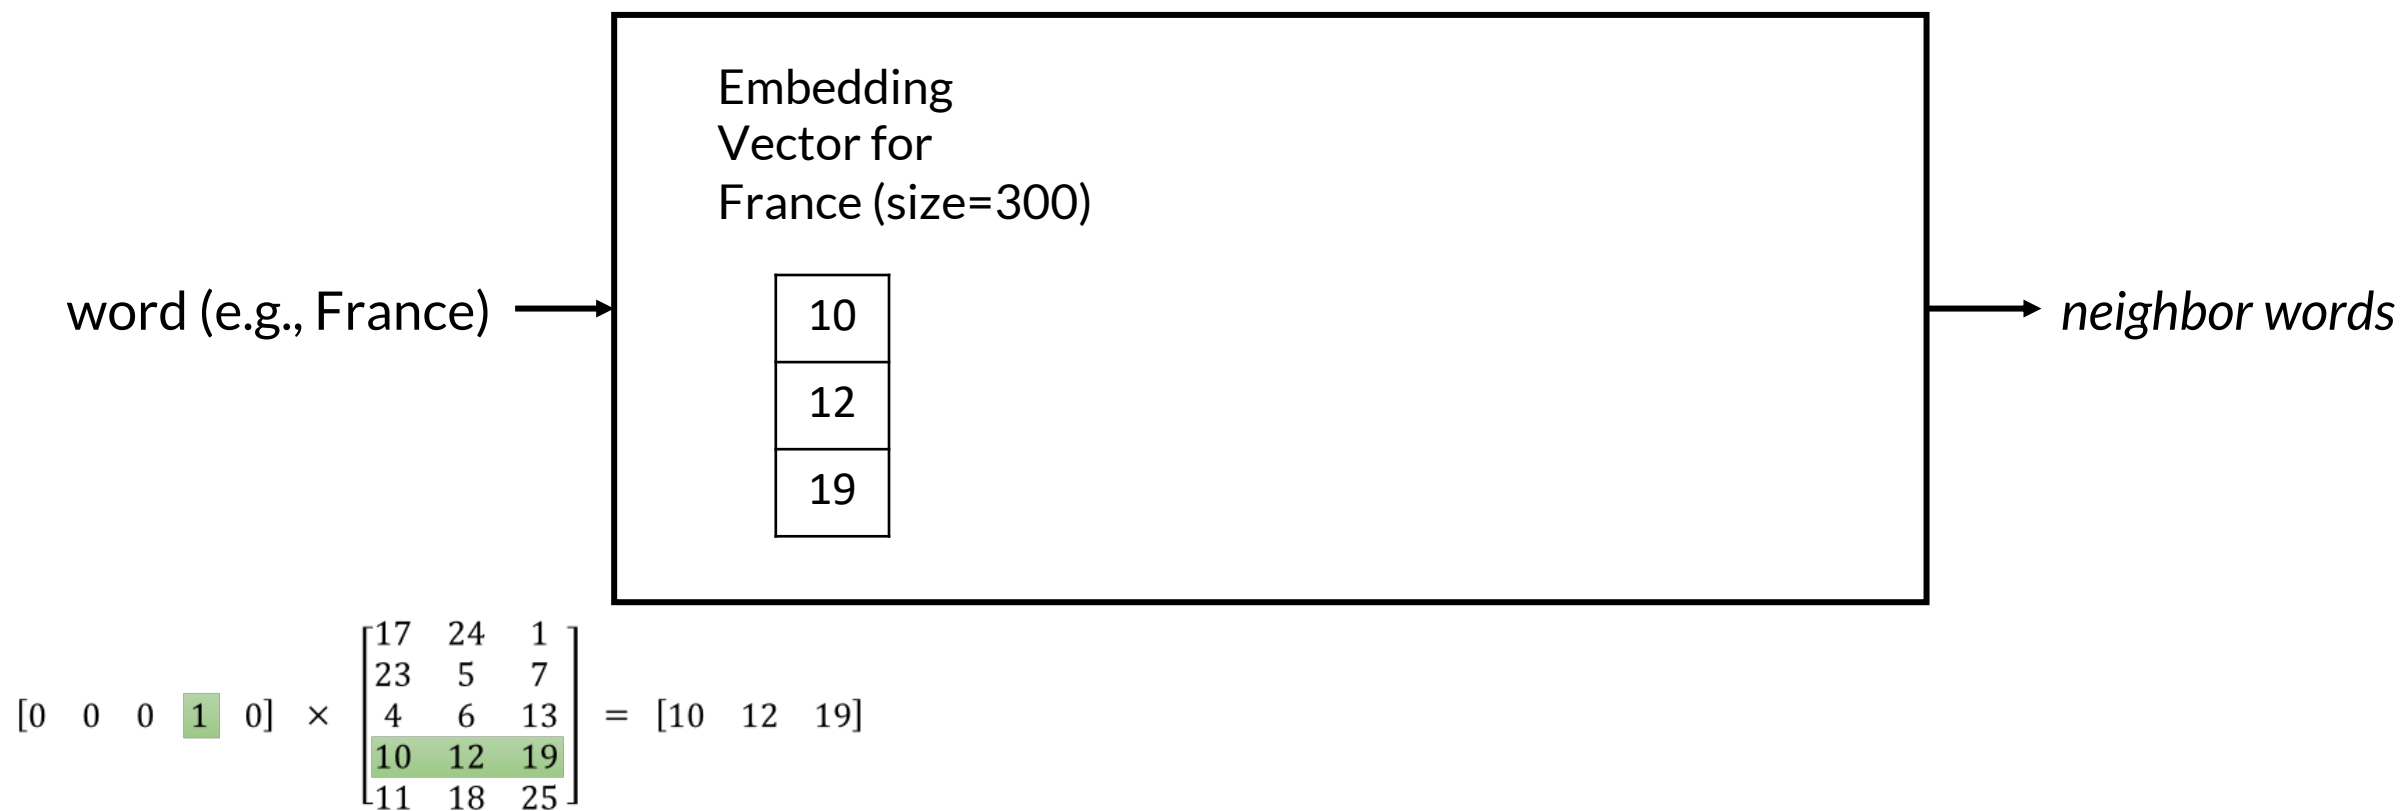 Embedding
Vector for
France (size=300)
word (e.g., France)
10
12
19
neighbor words
[0 0 0 1 0] × [17 24 1
23 5 7
4 6 13
10 12 19
11 18 25] = [10 12 19]